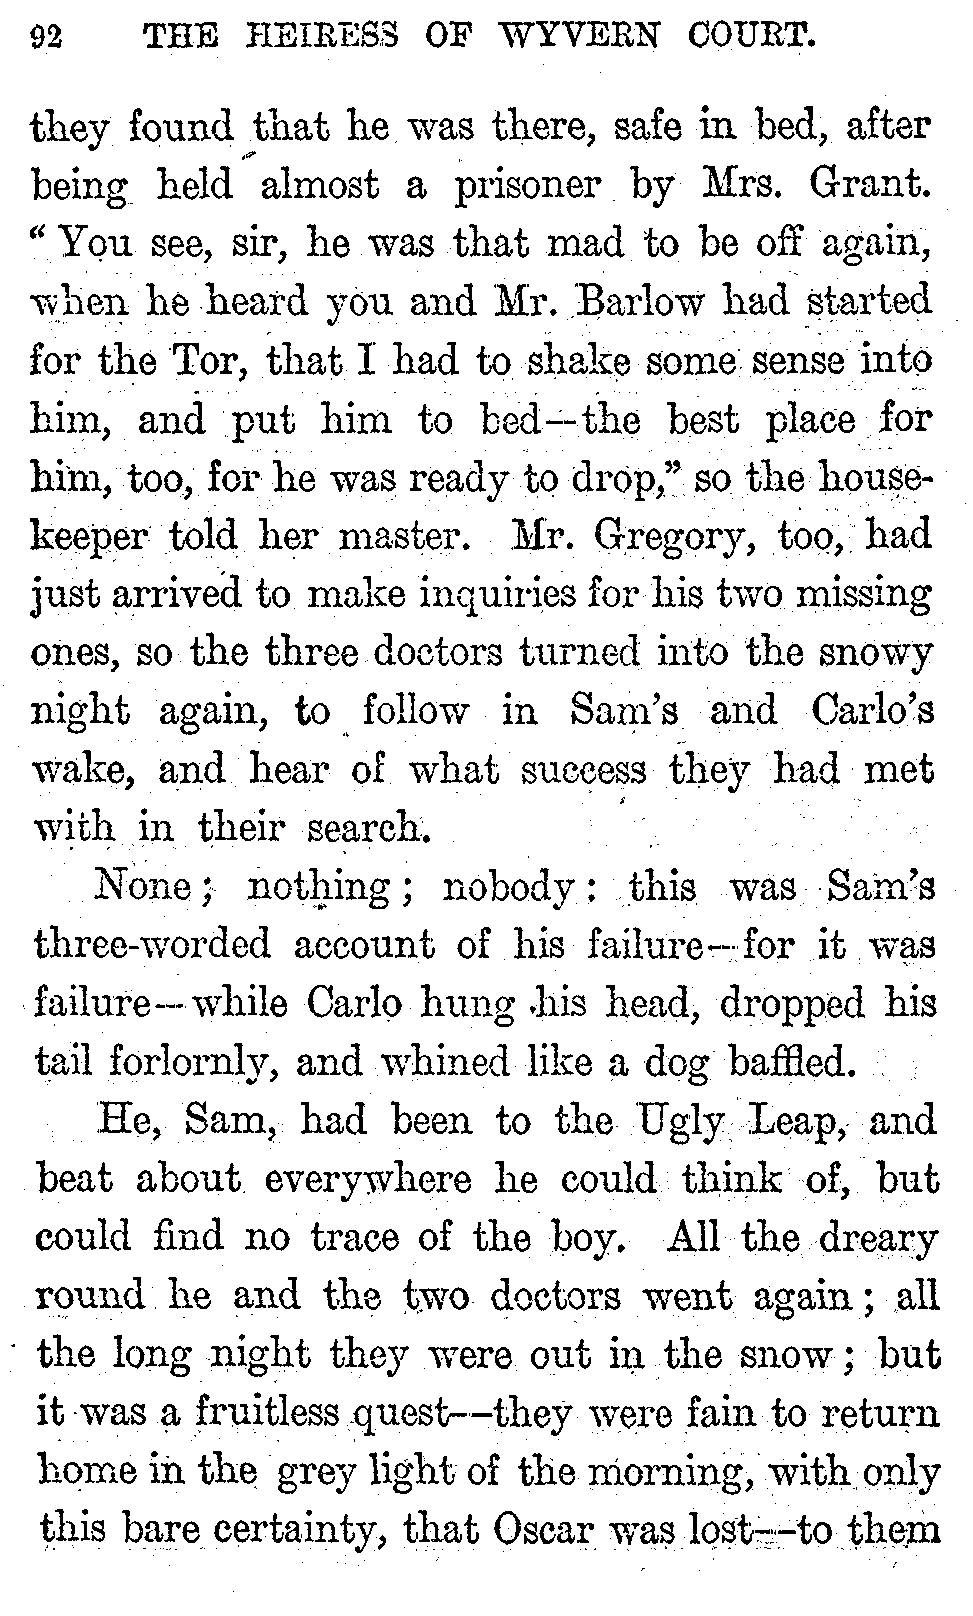 92 THE HEIRESS OF WYVERN COURT.
they found that he was there, safe in bed, after
being held almost a prisoner by Mrs. Grant.
“ You see, sir, he was that mad to be off again,
when he heard you and Mr. Barlow had started
for the Tor, that I had to shake some sense into
him, and put him to bed—the best place for
him, too, for he was ready to drop,” so the house-
keeper told her master. Mr. Gregory, too, had
just arrived to make inquiries for his two missing
ones, so the three doctors turned into the snowy
night again, to follow in Sam’s and Carlo’s
wake, and hear of what success they had met
with in their search.
None ; nothing ; nobody : this was Sam’s
three-worded account of his failure—for it was
failure—while Carlo hung his head, dropped his
tail forlornly, and whined like a dog baffled.
He, Sam, had been to the Ugly Leap, and
beat about everywhere he could think of, but
could find no trace of the boy. All the dreary
round he and the two doctors went again ; all
the long night they were out in the snow ; but
it was a fruitless quest—they were fain to return
home in the grey light of the morning, with only
this bare certainty, that Oscar was lost—to them